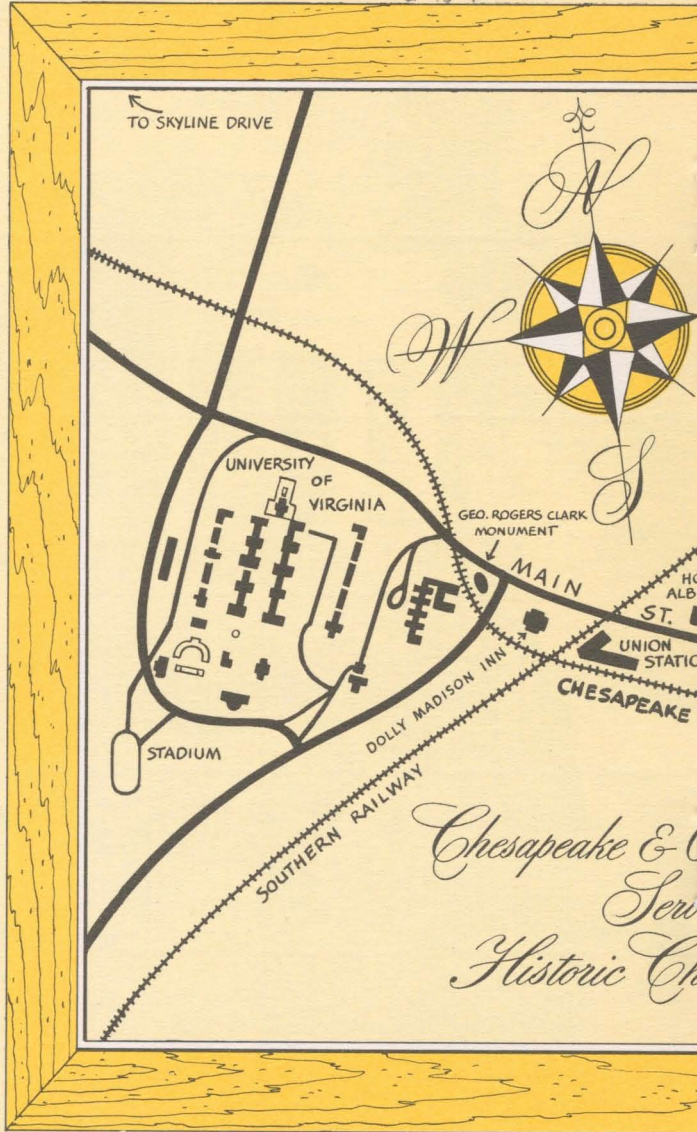 TO SKYLINE DRIVE
N
W
S
UNIVERSITY
OF
VIRGINIA
GEO. ROGERS CLARK
MONUMENT
MAIN
ST.
UNION
CHESAPEAKE
DOLLY MADISON INN
STADIUM
SOUTHERN RAILWAY
Chesapeake &
Historic